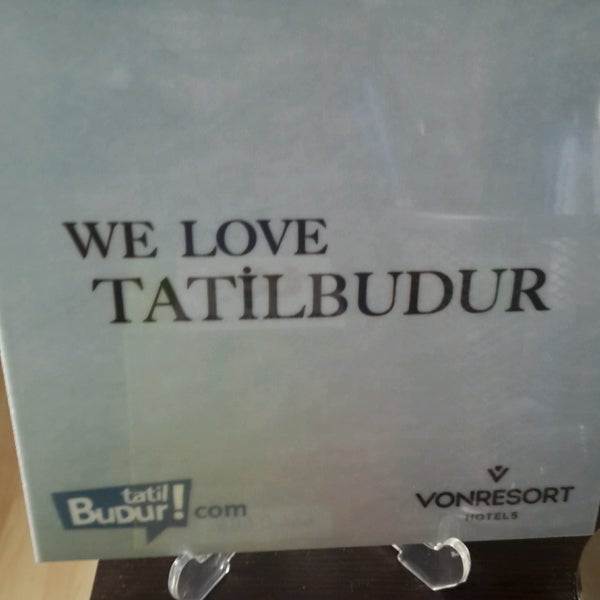 WE LOVE
TATİLBUDUR
tatil
BUDUR! .com
VONRESORT
HOTELS